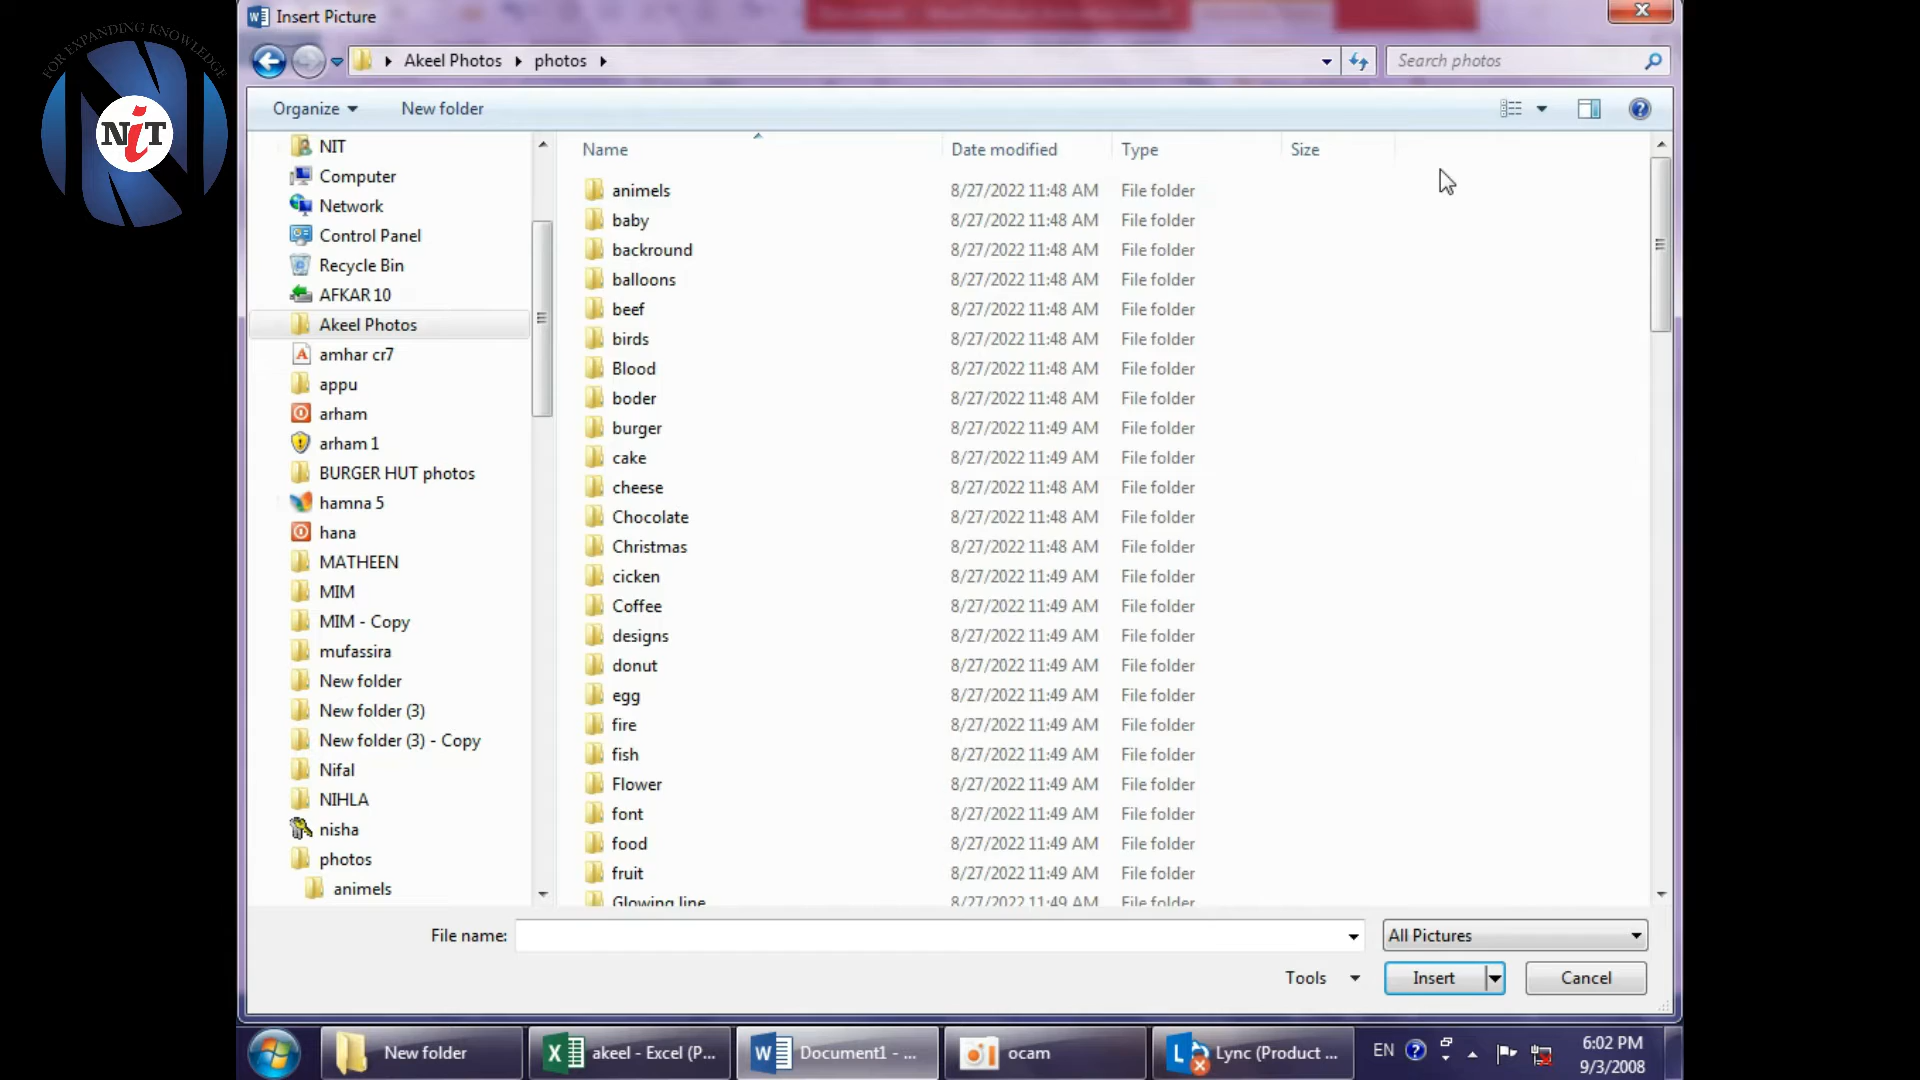 FOR EXPANDING KNOWLEDGE
NiT
Insert Picture
Akeel Photos photos
Search photos
Organize New folder
NIT
Computer
Network
Control Panel
Recycle Bin
AFKAR 10
Akeel Photos
amhar cr7
appu
arham
arham 1
BURGER HUT photos
hamna 5
hana
MATHEEN
MIM
MIM - Copy
mufassira
New folder
New folder (3)
New folder (3) - Copy
Nifal
NIHLA
nisha
photos
animels
Name Date modified Type Size
animels 8/27/2022 11:48 AM File folder
baby 8/27/2022 11:48 AM File folder
backround 8/27/2022 11:48 AM File folder
balloons 8/27/2022 11:48 AM File folder
beef 8/27/2022 11:48 AM File folder
birds 8/27/2022 11:48 AM File folder
Blood 8/27/2022 11:48 AM File folder
boder 8/27/2022 11:48 AM File folder
burger 8/27/2022 11:49 AM File folder
cake 8/27/2022 11:49 AM File folder
cheese 8/27/2022 11:48 AM File folder
Chocolate 8/27/2022 11:48 AM File folder
Christmas 8/27/2022 11:48 AM File folder
cicken 8/27/2022 11:49 AM File folder
Coffee 8/27/2022 11:49 AM File folder
designs 8/27/2022 11:49 AM File folder
donut 8/27/2022 11:49 AM File folder
egg 8/27/2022 11:49 AM File folder
fire 8/27/2022 11:49 AM File folder
fish 8/27/2022 11:49 AM File folder
Flower 8/27/2022 11:49 AM File folder
font 8/27/2022 11:49 AM File folder
food 8/27/2022 11:49 AM File folder
fruit 8/27/2022 11:49 AM File folder
Glowing line 8/27/2022 11:49 AM File folder
File name: All Pictures
Tools Insert Cancel
New folder akeel - Excel (P... Document1 - ... ocam Lync (Product ... EN 6:02 PM
9/3/2008